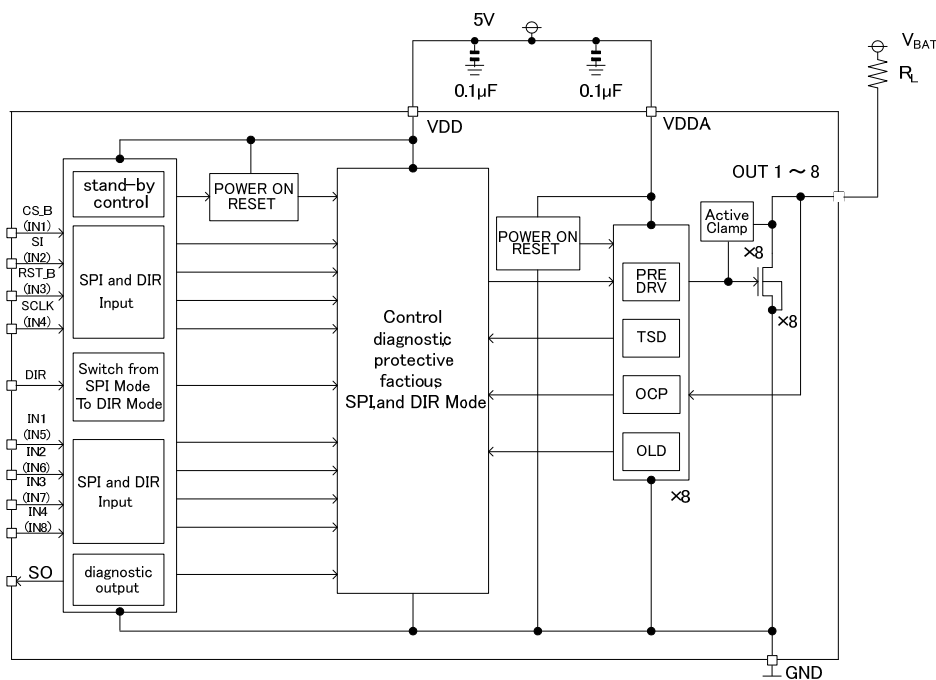 5V
0.1μF
0.1μF
VBAT
RL
VDD
VDDA
OUT 1 ～ 8
stand-by
control
POWER ON
RESET
CS_B
(IN1)
SI
(IN2)
RST_B
(IN3)
SCLK
(IN4)
SPI and DIR
Input
DIR
Switch from
SPI Mode
To DIR Mode
IN1
(IN5)
IN2
(IN6)
IN3
(IN7)
IN4
(IN8)
SPI and DIR
Input
SO
diagnostic
output
Control
diagnostic,
protective
factious,
SPI,and DIR Mode
POWER ON
RESET
PRE
DRV
TSD
OCP
OLD
×8
Active
Clamp
×8
×8
GND